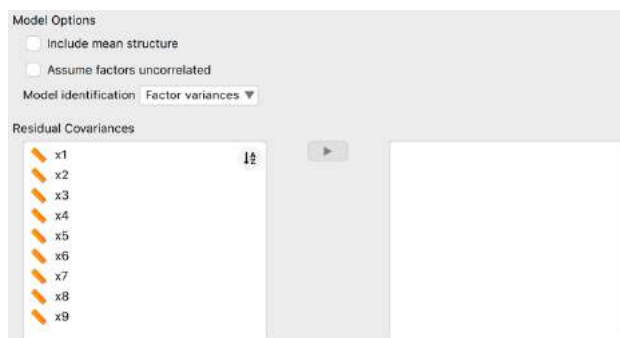 Model Options
Include mean structure
Assume factors uncorrelated
Model identification Factor variances
Residual Covariances
x1
x2
x3
x4
x5
x6
x7
x8
x9